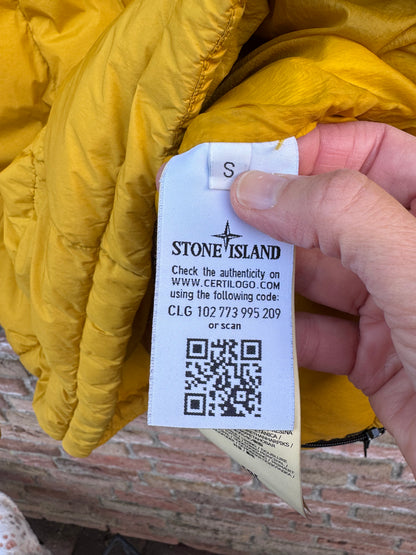 S
STONE ISLAND
Check the authenticity on
WWW.CERTILOGO.COM
using the following code:
CLG 102 773 995 209
or scan